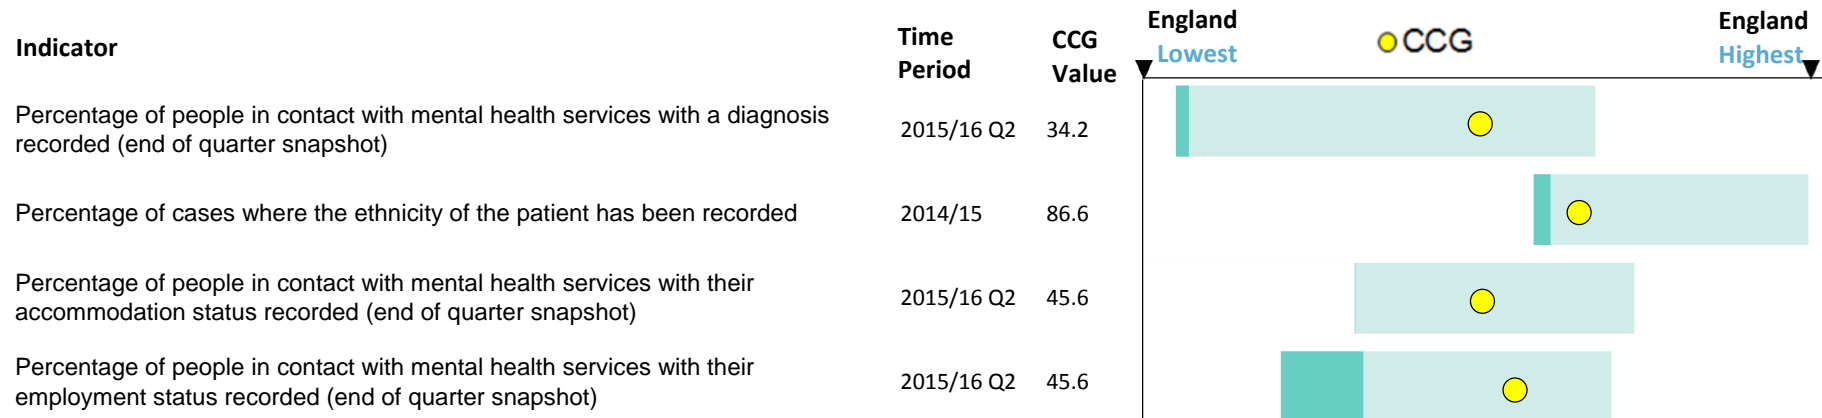 Indicator
Time Period
CCG Value
England Lowest
CCG
England Highest
Percentage of people in contact with mental health services with a diagnosis
recorded (end of quarter snapshot)
2015/16 Q2
34.2
Percentage of cases where the ethnicity of the patient has been recorded
2014/15
86.6
Percentage of people in contact with mental health services with their
accommodation status recorded (end of quarter snapshot)
2015/16 Q2
45.6
Percentage of people in contact with mental health services with their
employment status recorded (end of quarter snapshot)
2015/16 Q2
45.6